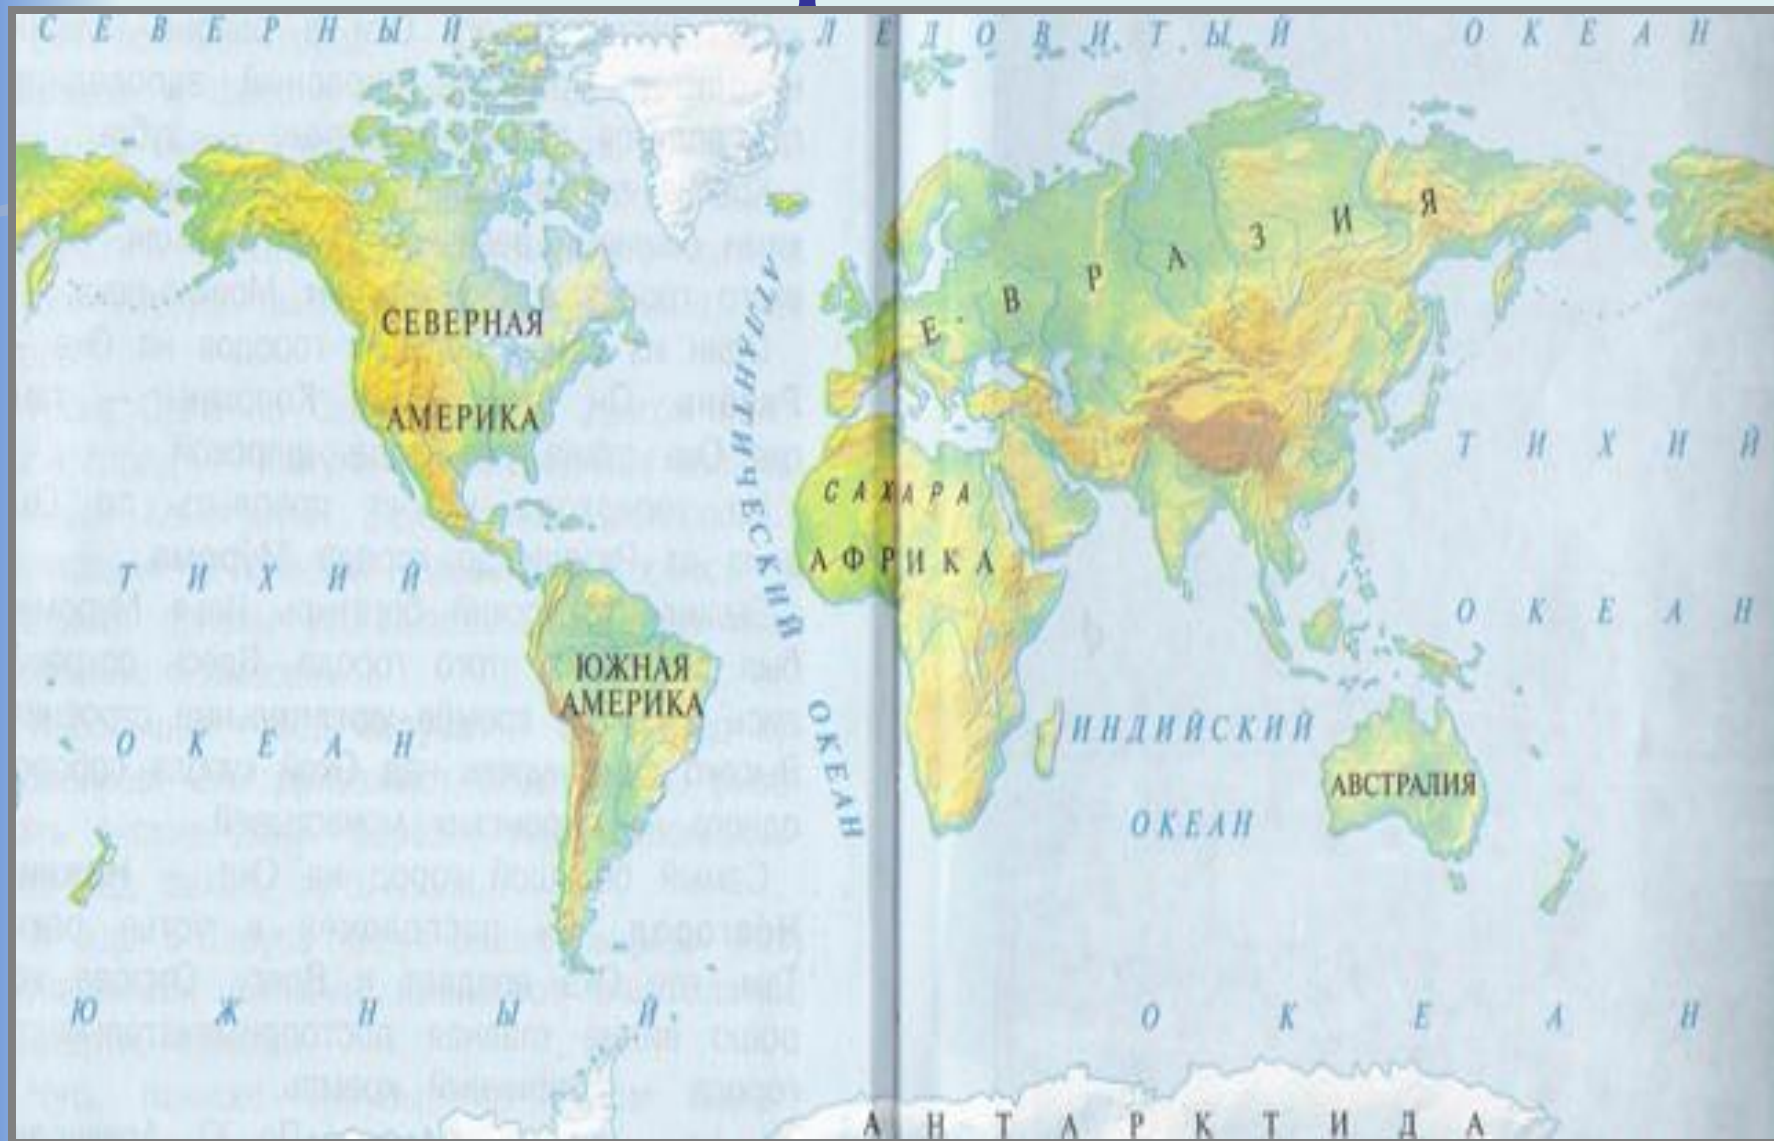 СЕВЕРНЫЙ ЛЕДОВИТЫЙ ОКЕАН
ЕВРАЗИЯ
СЕВЕРНАЯ
АМЕРИКА
АТЛАНТИЧЕСКИЙ
ОКЕАН
САХАРА
АФРИКА
ТИХИЙ
ОКЕАН
ТИХИЙ
ОКЕАН
ЮЖНАЯ
АМЕРИКА
ИНДИЙСКИЙ
ОКЕАН
АВСТРАЛИЯ
ЮЖНЫЙ ОКЕАН
АНТАРКТИДА